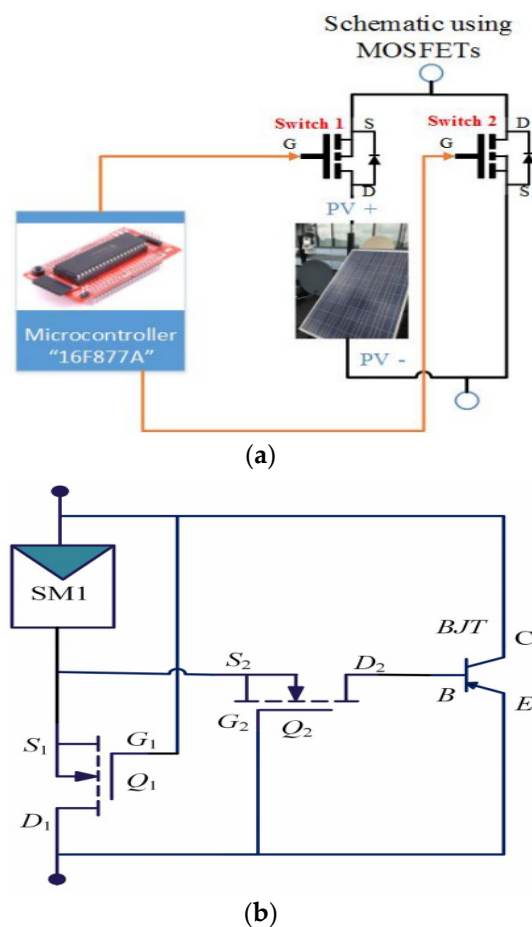 Schematic using
MOSFETs
Switch 1
S
G
D
Switch 2
D
G
S
PV +
Microcontroller
“16F877A”
PV -
(a)
SM1
BJT
C
S₂
D₂
B
E
G₂
Q₂
S₁
G₁
Q₁
D₁
(b)